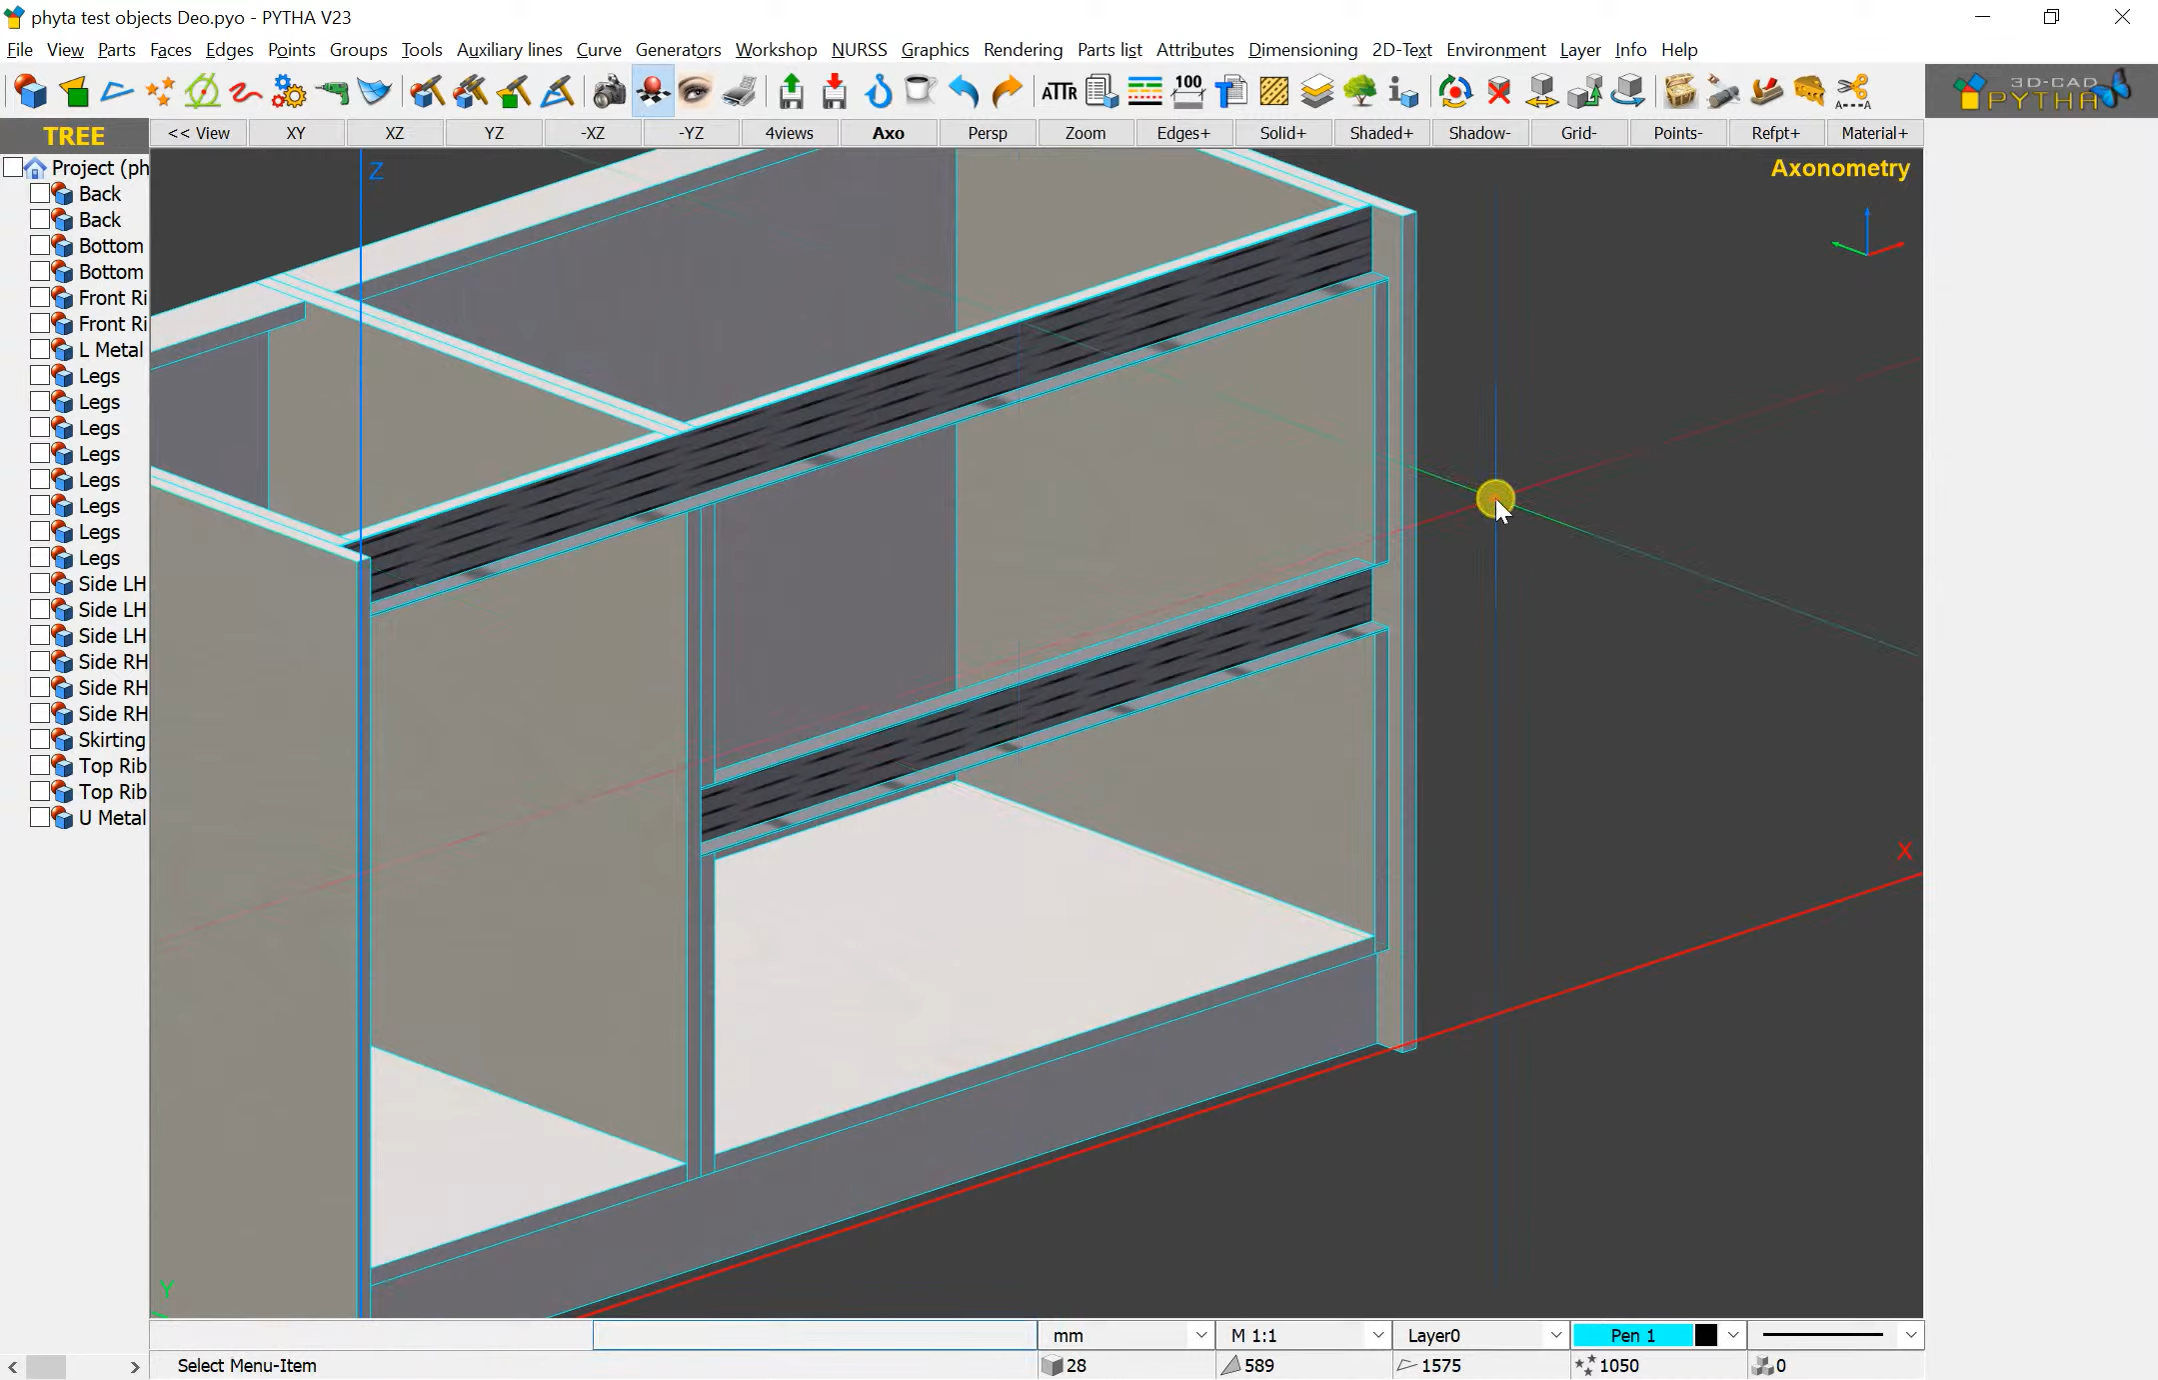 phyta test objects Deo.pyo - PYTHA V23
File View Parts Faces Edges Points Groups Tools Auxiliary lines Curve Generators Workshop NURSS Graphics Rendering Parts list Attributes Dimensioning 2D-Text Environment Layer Info Help
ATTR 100 A---A 3D-CAD PYTHA
TREE << View XY XZ YZ -XZ -YZ 4views Axo Persp Zoom Edges+ Solid+ Shaded+ Shadow- Grid- Points- Refpt+ Material+
Project (ph
Back
Back
Bottom
Bottom
Front Ri
Front Ri
L Metal
Legs
Legs
Legs
Legs
Legs
Legs
Legs
Legs
Side LH
Side LH
Side LH
Side RH
Side RH
Side RH
Skirting
Top Rib
Top Rib
U Metal
Z
Axonometry
X
Y
mm M 1:1 Layer0 Pen 1
Select Menu-Item 28 589 1575 1050 0